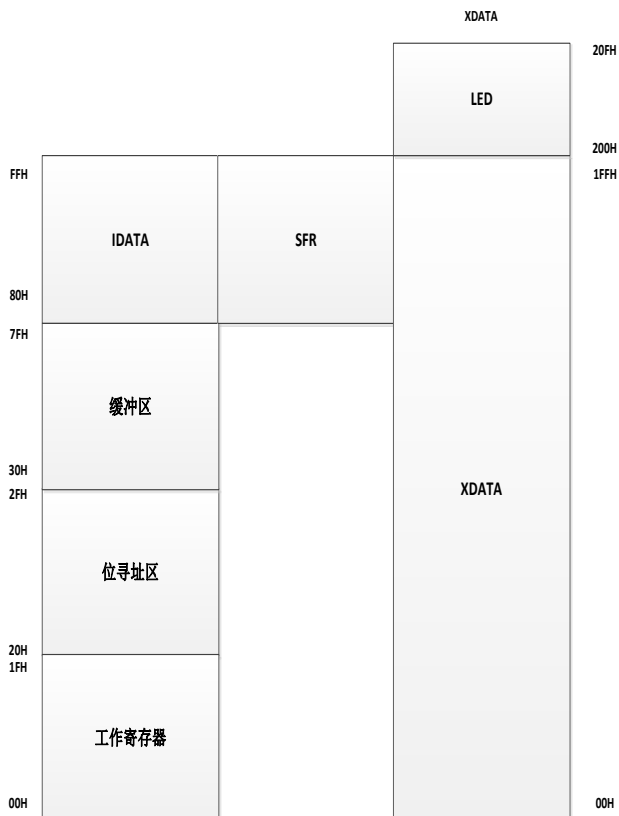 XDATA
20FH
LED
200H
FFH
1FFH
IDATA
SFR
80H
7FH
缓冲区
30H
2FH
XDATA
位寻址区
20H
1FH
工作寄存器
00H
00H